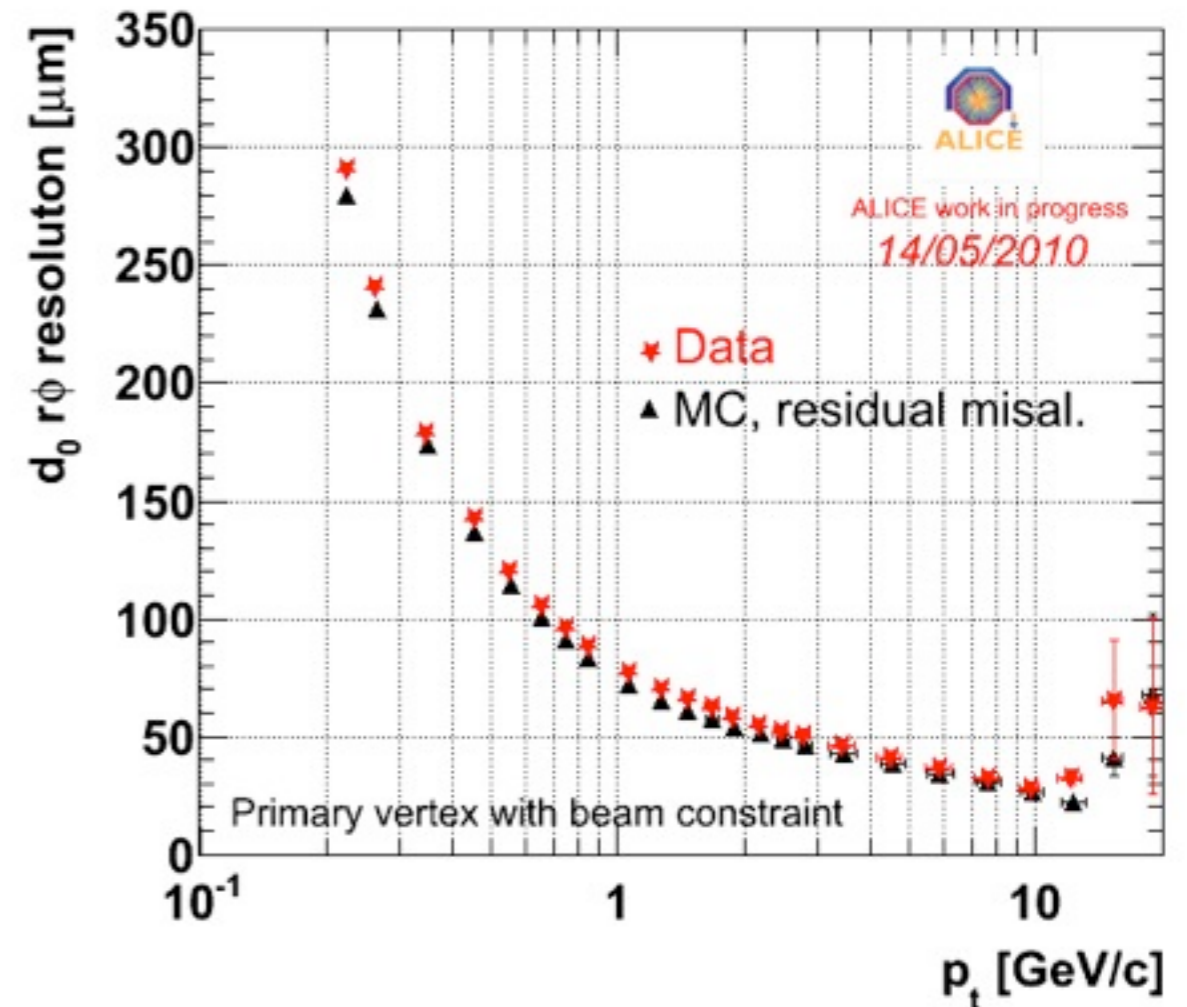 350
300
250
200
150
100
50
0
d0 rϕ resoluton [μm]
ALICE
ALICE work in progress
14/05/2010
Data
MC, residual misal.
Primary vertex with beam constraint
10-1 1 10
pt [GeV/c]